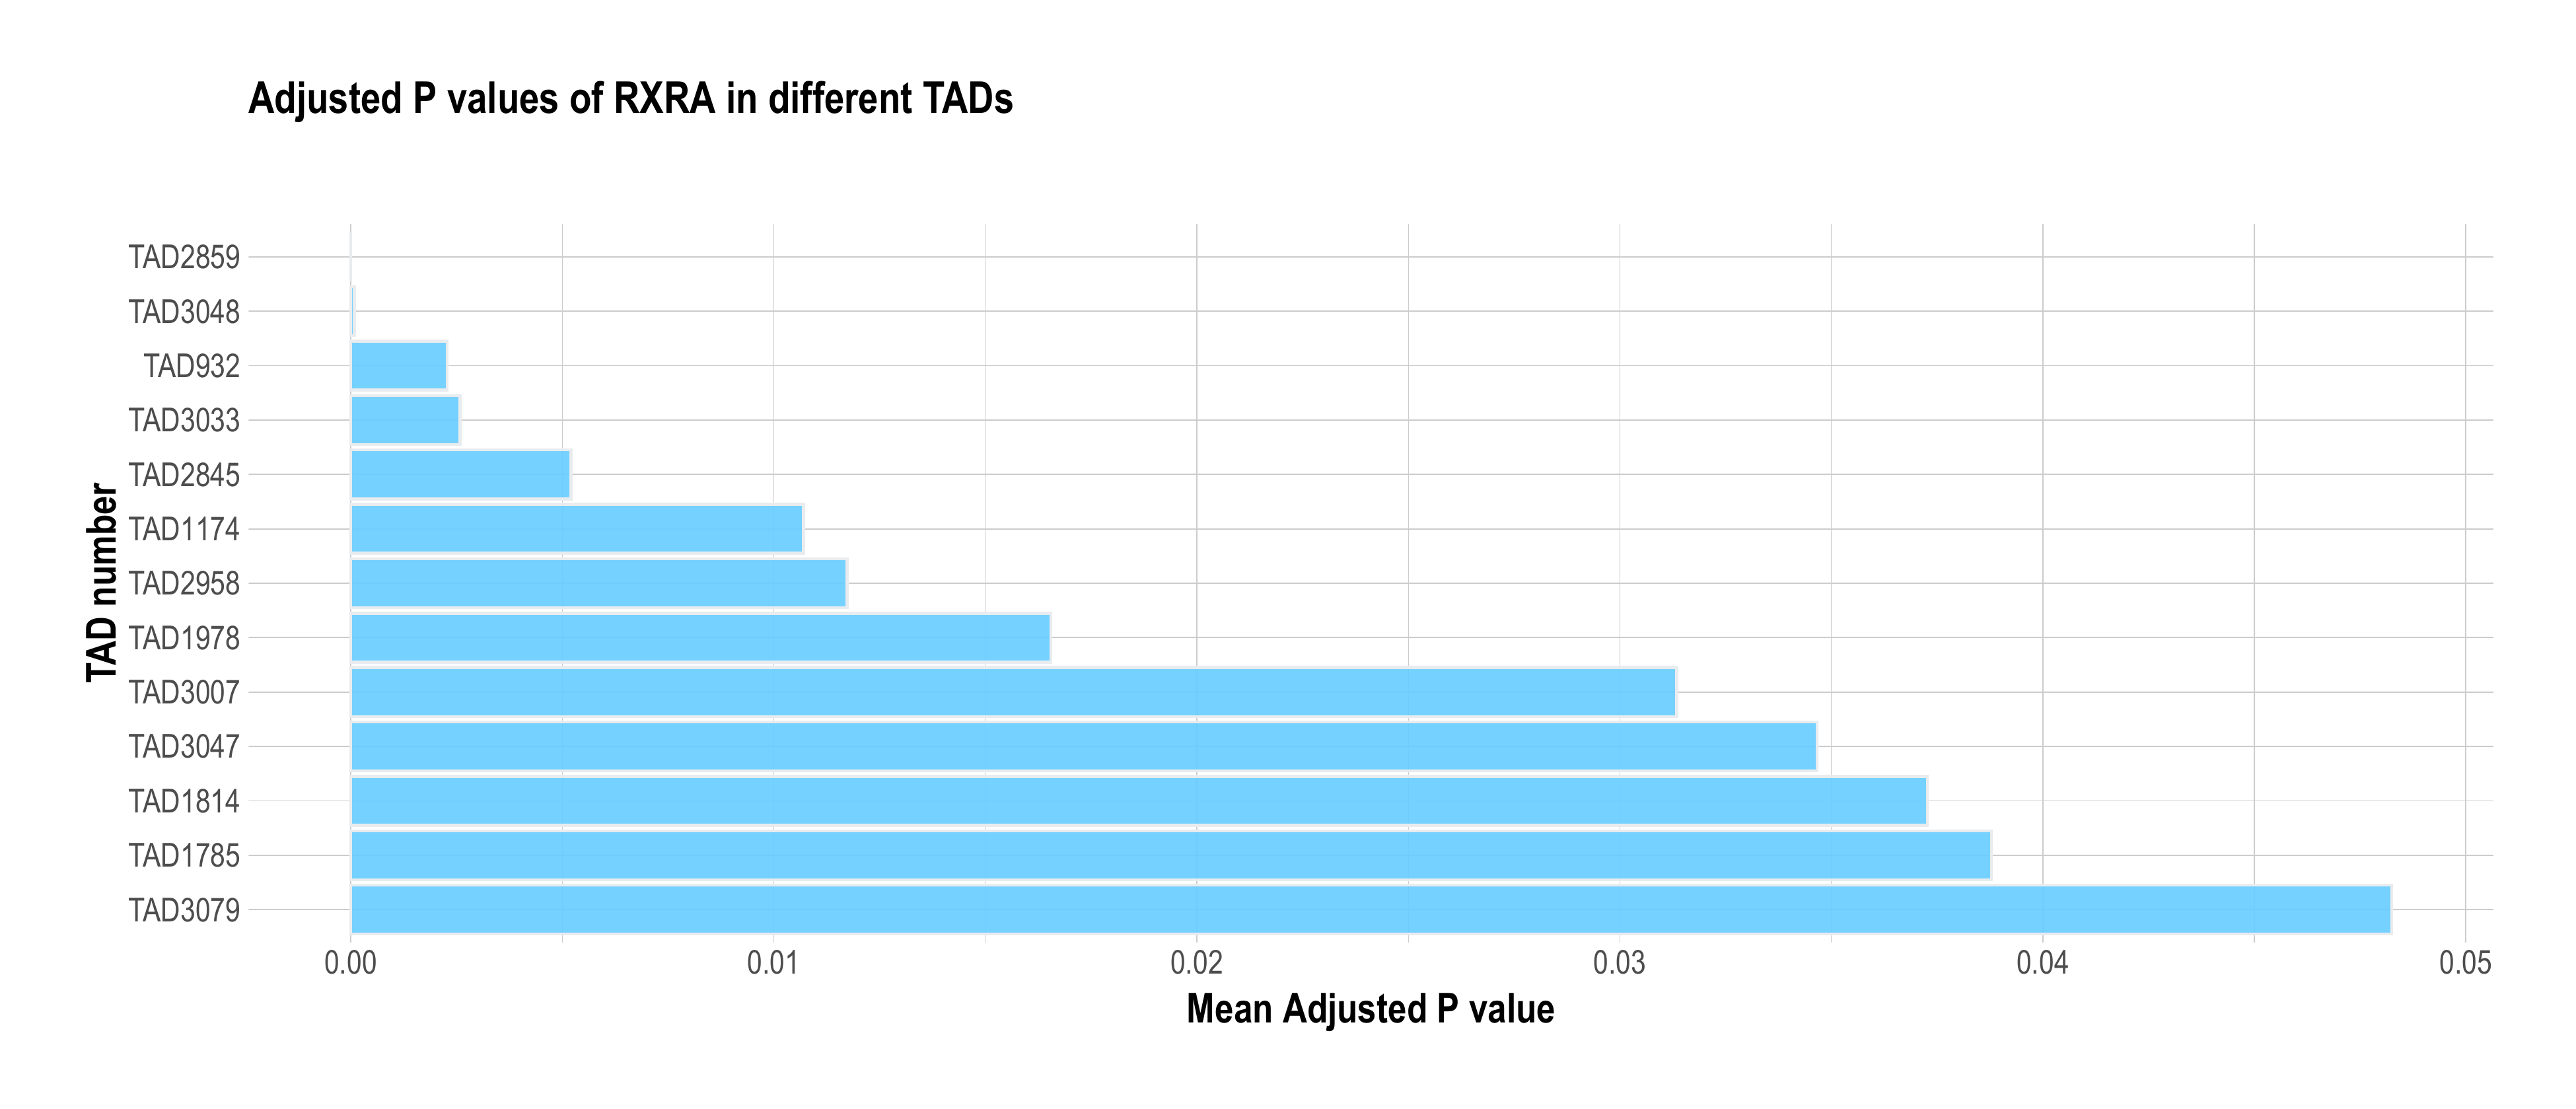 Adjusted P values of RXRA in different TADs
TAD number
TAD2859
TAD3048
TAD932
TAD3033
TAD2845
TAD1174
TAD2958
TAD1978
TAD3007
TAD3047
TAD1814
TAD1785
TAD3079
0.00 0.01 0.02 0.03 0.04 0.05
Mean Adjusted P value